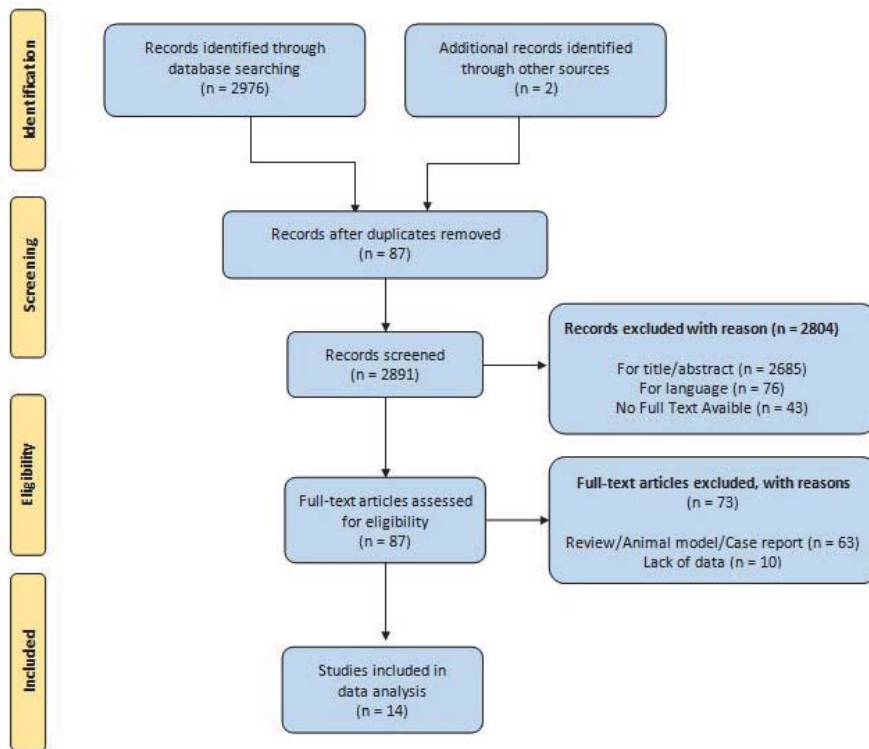 Identification
Records identified through
database searching
(n = 2976)
Additional records identified
through other sources
(n = 2)
Screening
Records after duplicates removed
(n = 87)
Records screened
(n = 2891)
Records excluded with reason (n = 2804)
For title/abstract (n = 2685)
For language (n = 76)
No Full Text Avaible (n = 43)
Eligibility
Full-text articles assessed
for eligibility
(n = 87)
Full-text articles excluded, with reasons
(n = 73)
Review/Animal model/Case report (n = 63)
Lack of data (n = 10)
Included
Studies included in
data analysis
(n = 14)